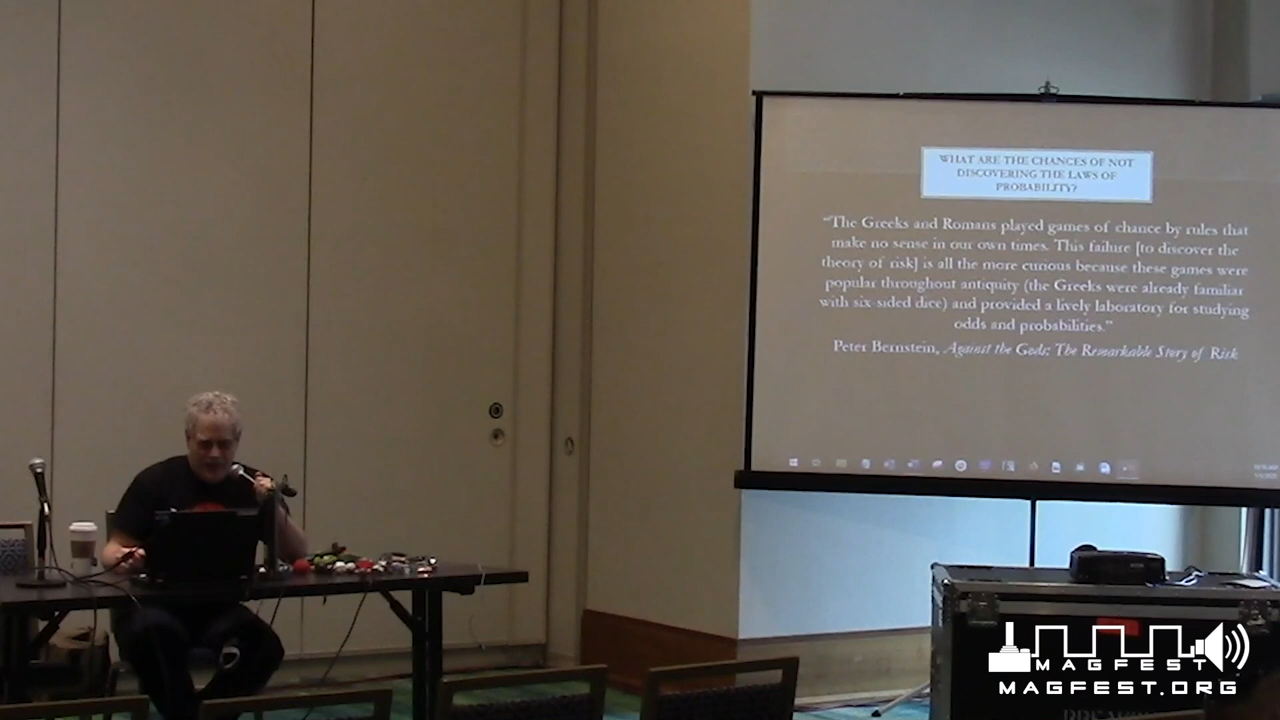 WHAT ARE THE CHANCES OF NOT
DISCOVERING THE LAWS OF
PROBABILITY?
“The Greeks and Romans played games of chance by rules that
make no sense in our own times. This failure [to discover the
theory of risk] is all the more curious because these games were
popular throughout antiquity (the Greeks were already familiar
with six-sided dice) and provided a lively laboratory for studying
odds and probabilities.”
Peter Bernstein, Against the Gods: The Remarkable Story of Risk
MAGFEST
MAGFEST.ORG